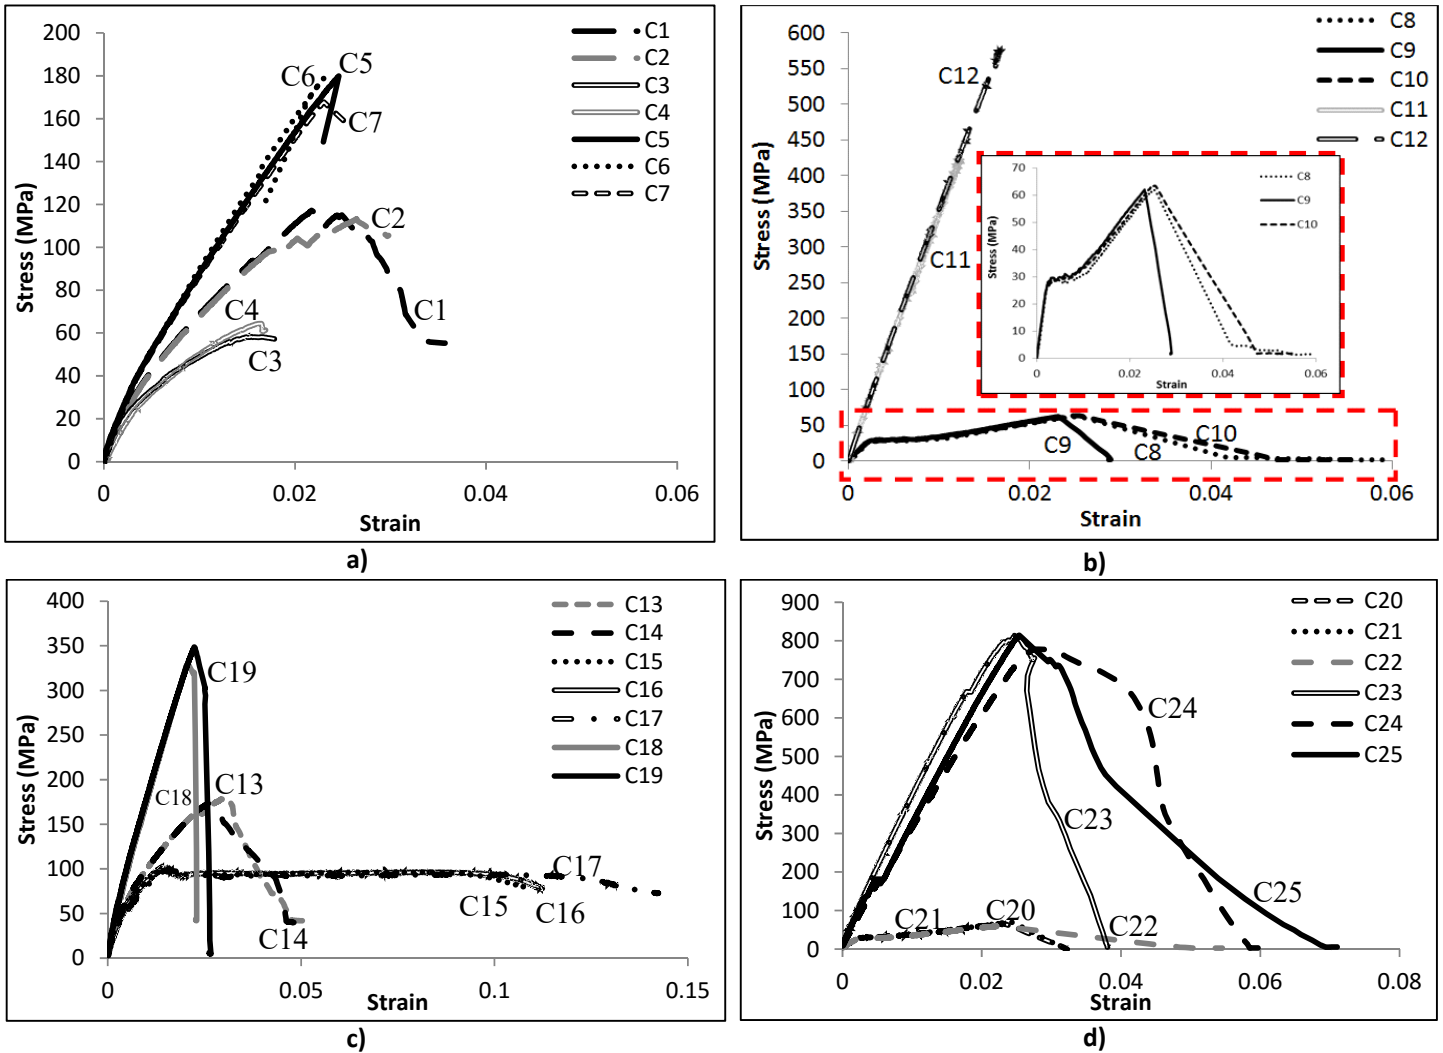 200
180
160
140
120
100
80
60
40
20
0
0
0.02
0.04
0.06
Stress (MPa)
Strain
C1
C2
C3
C4
C5
C6
C7
C6
C5
C7
C2
C4
C3
C1
a)
600
550
500
450
400
350
300
250
200
150
100
50
0
0
0.02
0.04
0.06
Stress (MPa)
Strain
C8
C9
C10
C11
C12
C12
C11
C9
C8
C10
70
60
50
40
30
20
10
0
0
0.02
0.04
0.06
Stress (MPa)
Strain
C8
C9
C10
b)
400
350
300
250
200
150
100
50
0
0
0.05
0.1
0.15
Stress (MPa)
Strain
C13
C14
C15
C16
C17
C18
C19
C19
C18
C13
C17
C15
C16
C14
c)
900
800
700
600
500
400
300
200
100
0
0
0.02
0.04
0.06
0.08
Stress (MPa)
Strain
C20
C21
C22
C23
C24
C25
C24
C23
C25
C21
C20
C22
d)